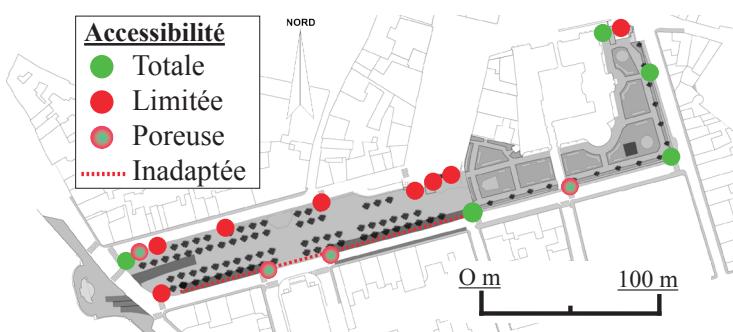 Accessibilité
Totale
Limitée
Poreuse
Inadaptée
NORD
O m
100 m